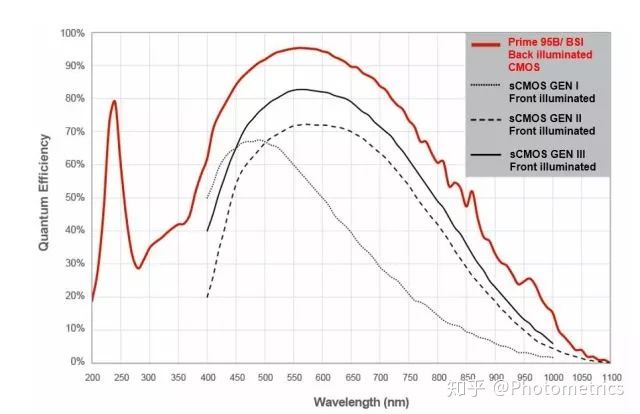 100%
90%
80%
70%
60%
50%
40%
30%
20%
10%
0%
Quantum Efficiency
Prime 95B/ BSI
Back illuminated
CMOS
sCMOS GEN I
Front illuminated
sCMOS GEN II
Front illuminated
sCMOS GEN III
Front illuminated
200 250 300 350 400 450 500 550 600 650 700 750 800 850 900 950 1000 1050 1100
Wavelength (nm)
知乎 @Photometrics